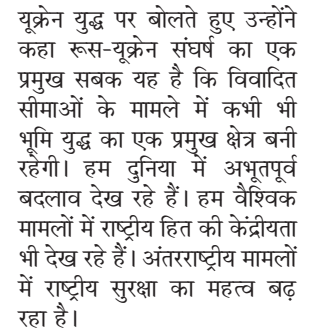 यूक्रेन युद्ध पर बोलते हुए उन्होंने
कहा रूस-यूक्रेन संघर्ष का एक
प्रमुख सबक यह है कि विवादित
सीमाओं के मामले में कभी भी
भूमि युद्ध का एक प्रमुख क्षेत्र बनी
रहेगी। हम दुनिया में अभूतपूर्व
बदलाव देख रहे हैं। हम वैश्विक
मामलों में राष्ट्रीय हित की केंद्रीयता
भी देख रहे हैं। अंतरराष्ट्रीय मामलों
में राष्ट्रीय सुरक्षा का महत्व बढ़
रहा है।